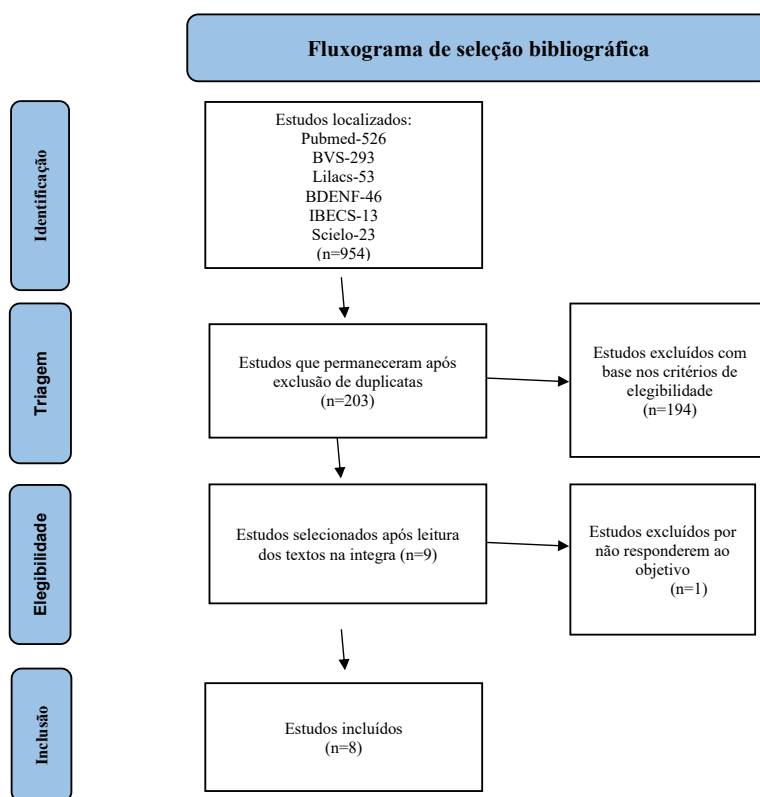 Fluxograma de seleção bibliográfica
Identificação
Estudos localizados:
Pubmed-526
BVS-293
Lilacs-53
BDENF-46
IBECS-13
Scielo-23
(n=954)
Triagem
Estudos que permaneceram após
exclusão de duplicatas
(n=203)
Estudos excluídos com
base nos critérios de
elegibilidade
(n=194)
Elegibilidade
Estudos selecionados após leitura
dos textos na integra (n=9)
Estudos excluídos por
não responderem ao
objetivo
(n=1)
Inclusão
Estudos incluídos
(n=8)